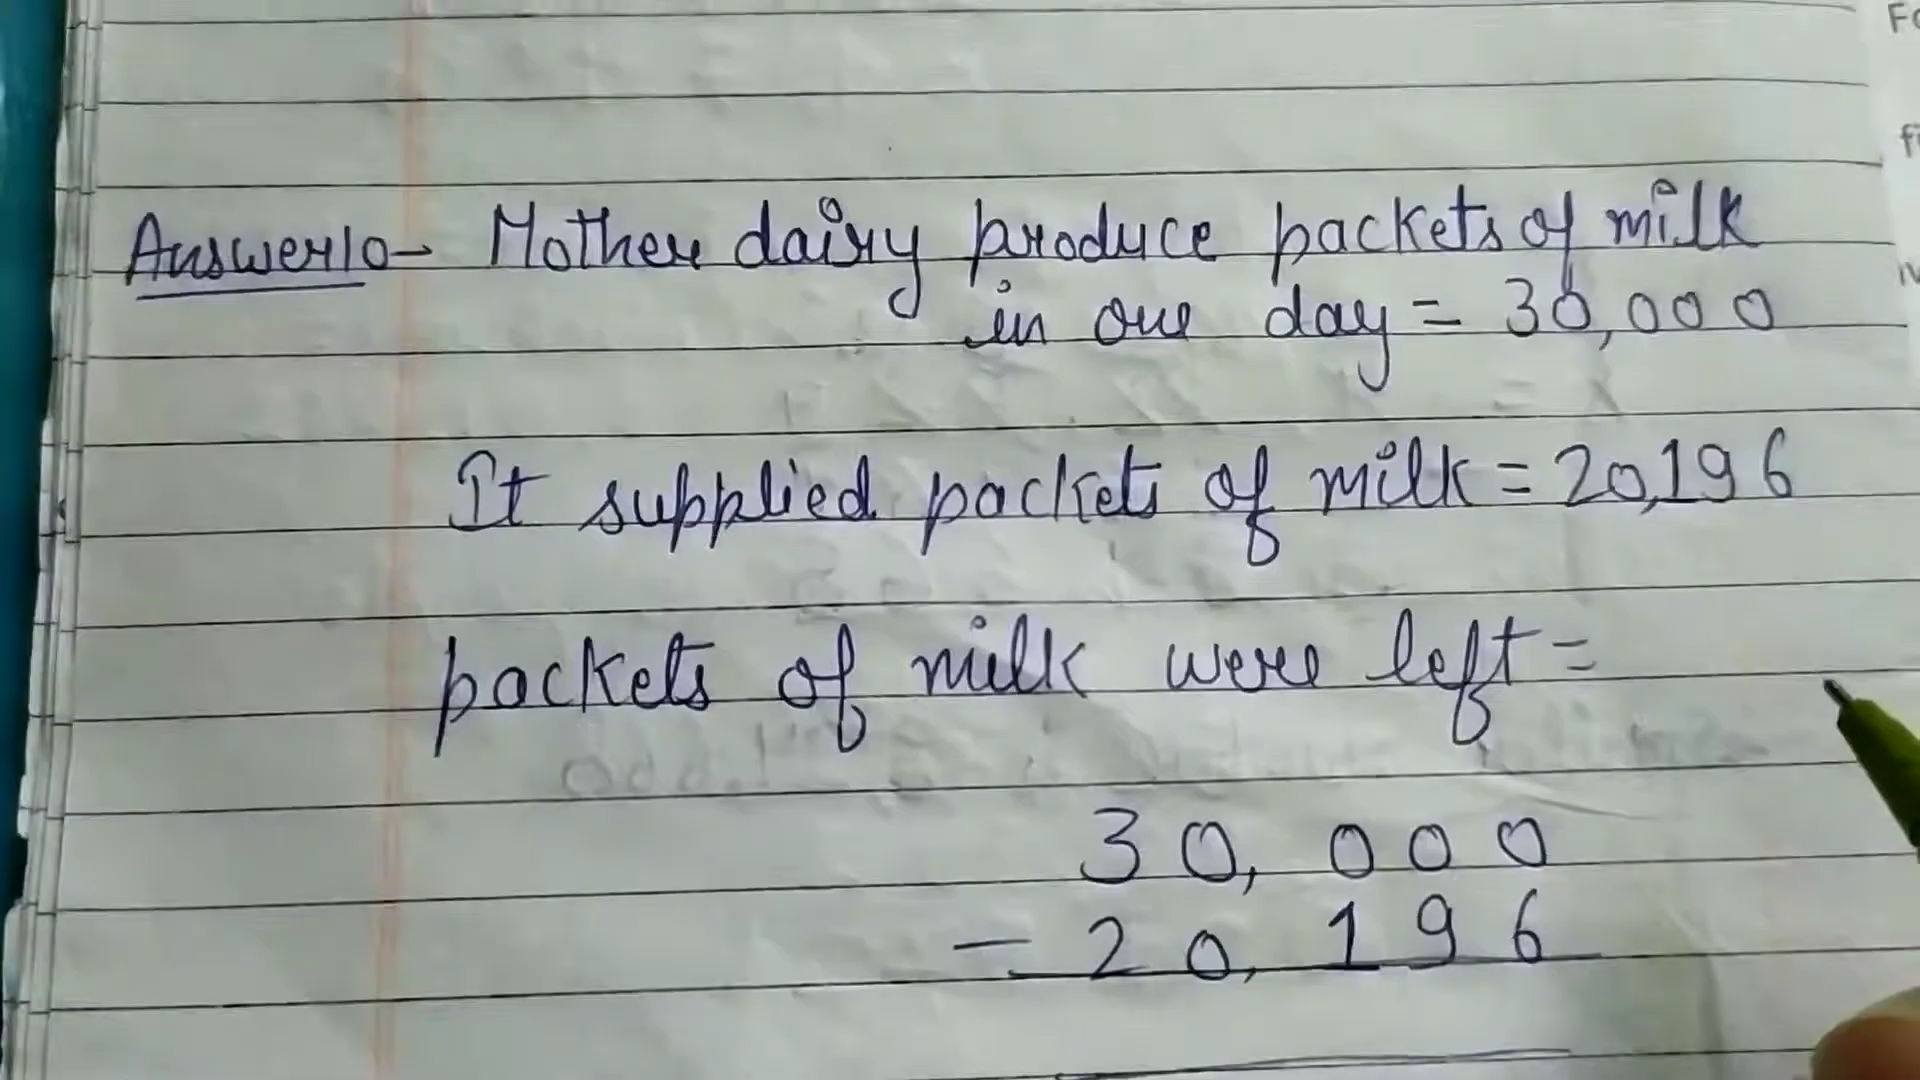 Answer10- Mother dairy produce packets of milk
in one day = 30,000
It supplied packets of milk = 20,196
packets of milk were left =
30,000
- 20,196